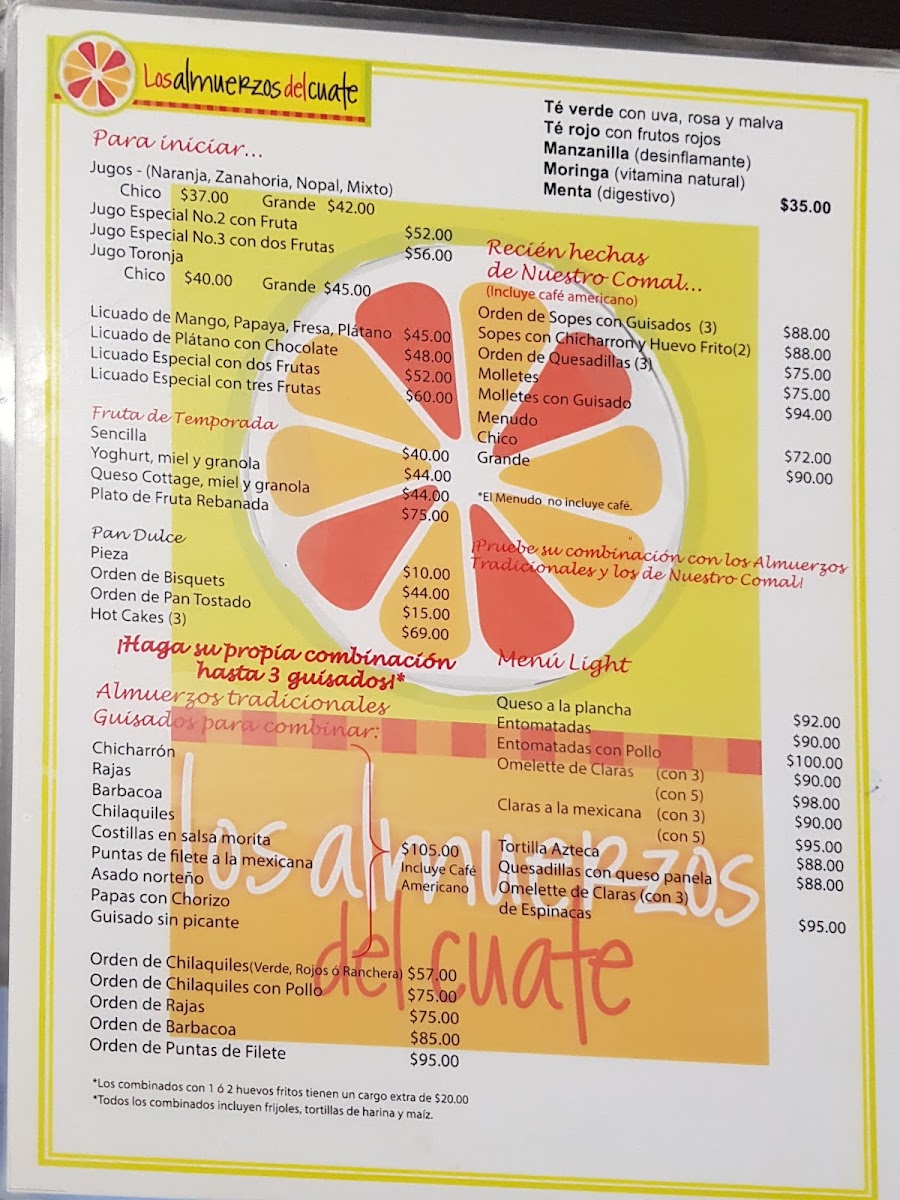 Los almuerzos del cuate
Para iniciar...
Jugos - (Naranja, Zanahoria, Nopal, Mixto)
Chico $37.00 Grande $42.00
Jugo Especial No.2 con Fruta $52.00
Jugo Especial No.3 con dos Frutas $56.00
Jugo Toronja
Chico $40.00 Grande $45.00
Licuado de Mango, Papaya, Fresa, Plátano $45.00
Licuado de Plátano con Chocolate $48.00
Licuado Especial con dos Frutas $52.00
Licuado Especial con tres Frutas $60.00
Fruta de Temporada
Sencilla $40.00
Yoghurt, miel y granola $44.00
Queso Cottage, miel y granola $44.00
Plato de Fruta Rebanada $75.00
Pan Dulce
Pieza $10.00
Orden de Bisquets $44.00
Orden de Pan Tostado $15.00
Hot Cakes (3) $69.00
¡Haga su propia combinación
hasta 3 guisados!*
Almuerzos tradicionales
Guisados para combinar:
Chicharrón
Rajas
Barbacoa
Chilaquiles
Costillas en salsa morita
Puntas de filete a la mexicana
Asado norteño
Papas con Chorizo
Guisado sin picante
$105.00
Incluye Café
Americano
Orden de Chilaquiles(Verde, Rojos ó Ranchera) $57.00
Orden de Chilaquiles con Pollo $75.00
Orden de Rajas $75.00
Orden de Barbacoa $85.00
Orden de Puntas de Filete $95.00
*Los combinados con 1 ó 2 huevos fritos tienen un cargo extra de $20.00
*Todos los combinados incluyen frijoles, tortillas de harina y maíz.
Té verde con uva, rosa y malva
Té rojo con frutos rojos
Manzanilla (desinflamante)
Moringa (vitamina natural)
Menta (digestivo) $35.00
Recién hechas
de Nuestro Comal...
(Incluye café americano)
Orden de Sopes con Guisados (3) $88.00
Sopes con Chicharron y Huevo Frito(2) $88.00
Orden de Quesadillas (3) $75.00
Molletes $75.00
Molletes con Guisado $94.00
Menudo
Chico $72.00
Grande $90.00
*El Menudo no incluye café.
¡Pruebe su combinación con los Almuerzos
Tradicionales y los de Nuestro Comal!
Menú Light
Queso a la plancha $92.00
Entomatadas $90.00
Entomatadas con Pollo $100.00
Omelette de Claras (con 3) $90.00
(con 5) $98.00
Claras a la mexicana (con 3) $90.00
(con 5) $95.00
Tortilla Azteca $88.00
Quesadillas con queso panela $88.00
Omelette de Claras (con 3)
de Espinacas $95.00
los almuerzos
del cuate